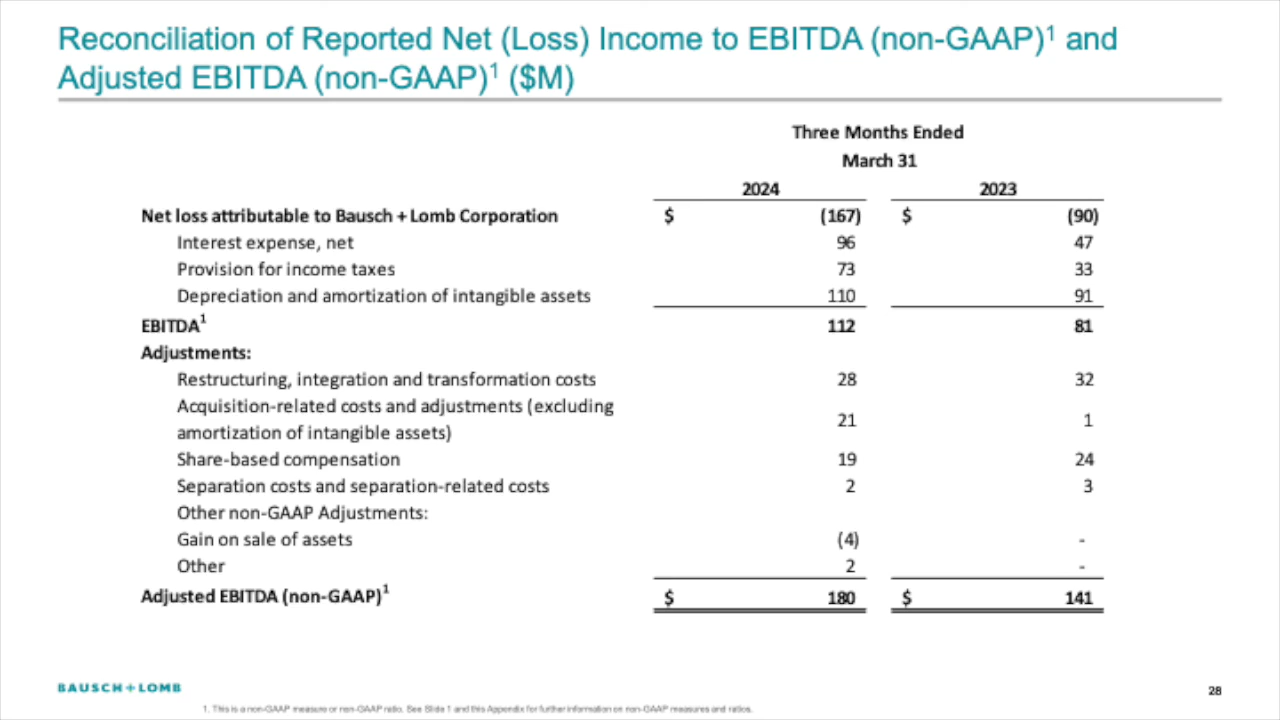 Reconciliation of Reported Net (Loss) Income to EBITDA (non-GAAP)1 and
Adjusted EBITDA (non-GAAP)1 ($M)
Three Months Ended
March 31
2024 2023
Net loss attributable to Bausch + Lomb Corporation $ (167) $ (90)
Interest expense, net 96 47
Provision for income taxes 73 33
Depreciation and amortization of intangible assets 110 91
EBITDA1 112 81
Adjustments:
Restructuring, integration and transformation costs 28 32
Acquisition-related costs and adjustments (excluding
amortization of intangible assets) 21 1
Share-based compensation 19 24
Separation costs and separation-related costs 2 3
Other non-GAAP Adjustments:
Gain on sale of assets (4) -
Other 2 -
Adjusted EBITDA (non-GAAP)1 $ 180 $ 141
BAUSCH + LOMB
28
1. This is a non-GAAP measure or non-GAAP ratio. See Slide 1 and this Appendix for further information on non-GAAP measures and ratios.